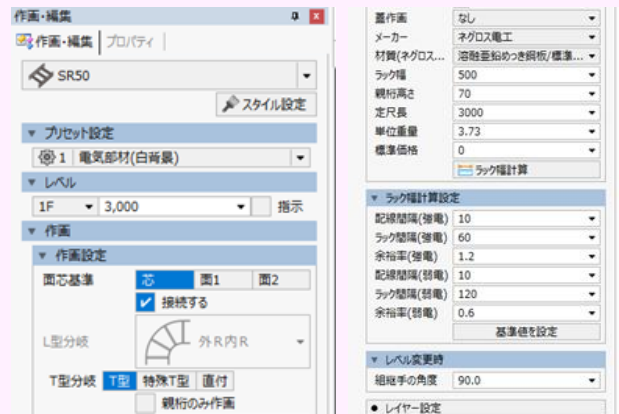 作画・編集
作画・編集 プロパティ
SR50
スタイル設定
プリセット設定
1 電気部材(白背景)
レベル
1F 3,000 指示
作画
作画設定
面芯基準 芯 面1 面2
接続する
L型分岐 外R内R
T型分岐 T型 特殊T型 直付
親桁のみ作画
蓋作画 なし
メーカー ネグロス電工
材質(ネグロス... 溶融亜鉛めっき鋼板/標準...
ラック幅 500
親桁高さ 70
定尺長 3000
単位重量 3.73
標準価格 0
ラック幅計算
ラック幅計算設定
配線間隔(強電) 10
ラック間隔(強電) 60
余裕率(強電) 1.2
配線間隔(弱電) 10
ラック間隔(弱電) 120
余裕率(弱電) 0.6
基準値を設定
レベル変更時
組継手の角度 90.0
レイヤー設定